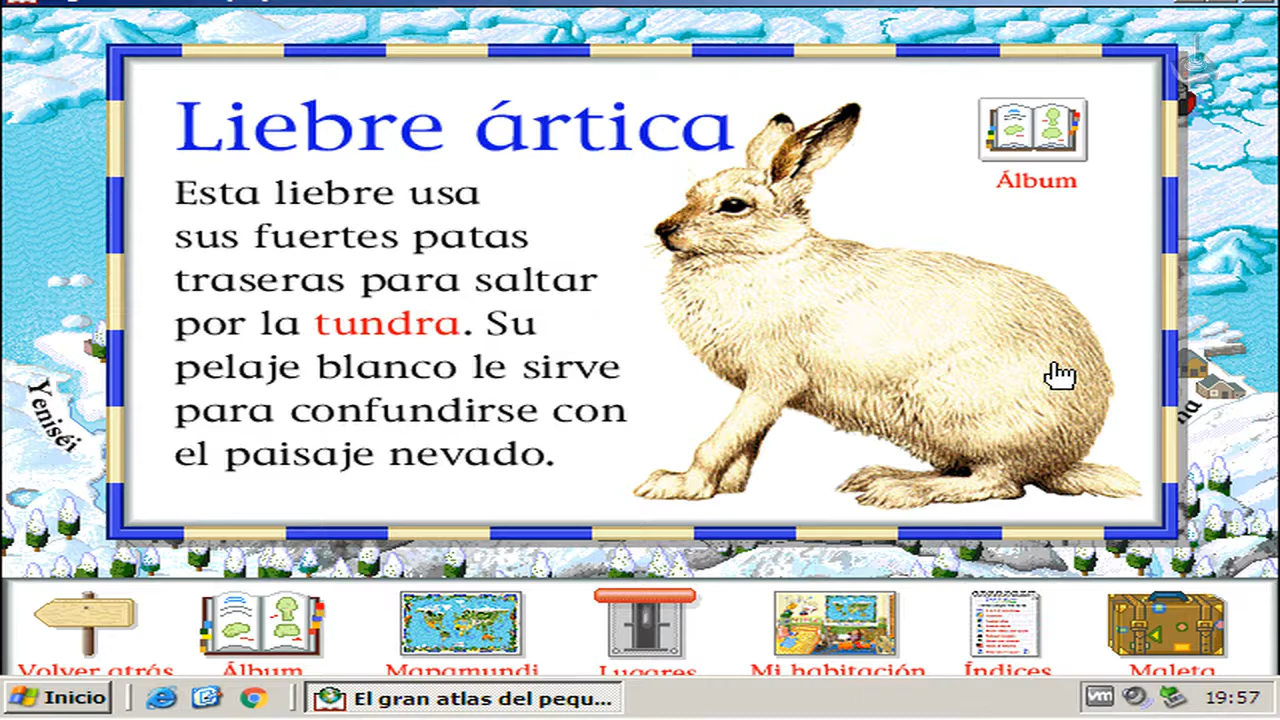 Liebre ártica
Álbum
Esta liebre usa
sus fuertes patas
traseras para saltar
por la tundra. Su
pelaje blanco le sirve
para confundirse con
el paisaje nevado.
Yeniséi
na
Volver atrás
Álbum
Mapamundi
Lugares
Mi habitación
Índices
Maleta
Inicio
El gran atlas del pequ...
vm
19:57